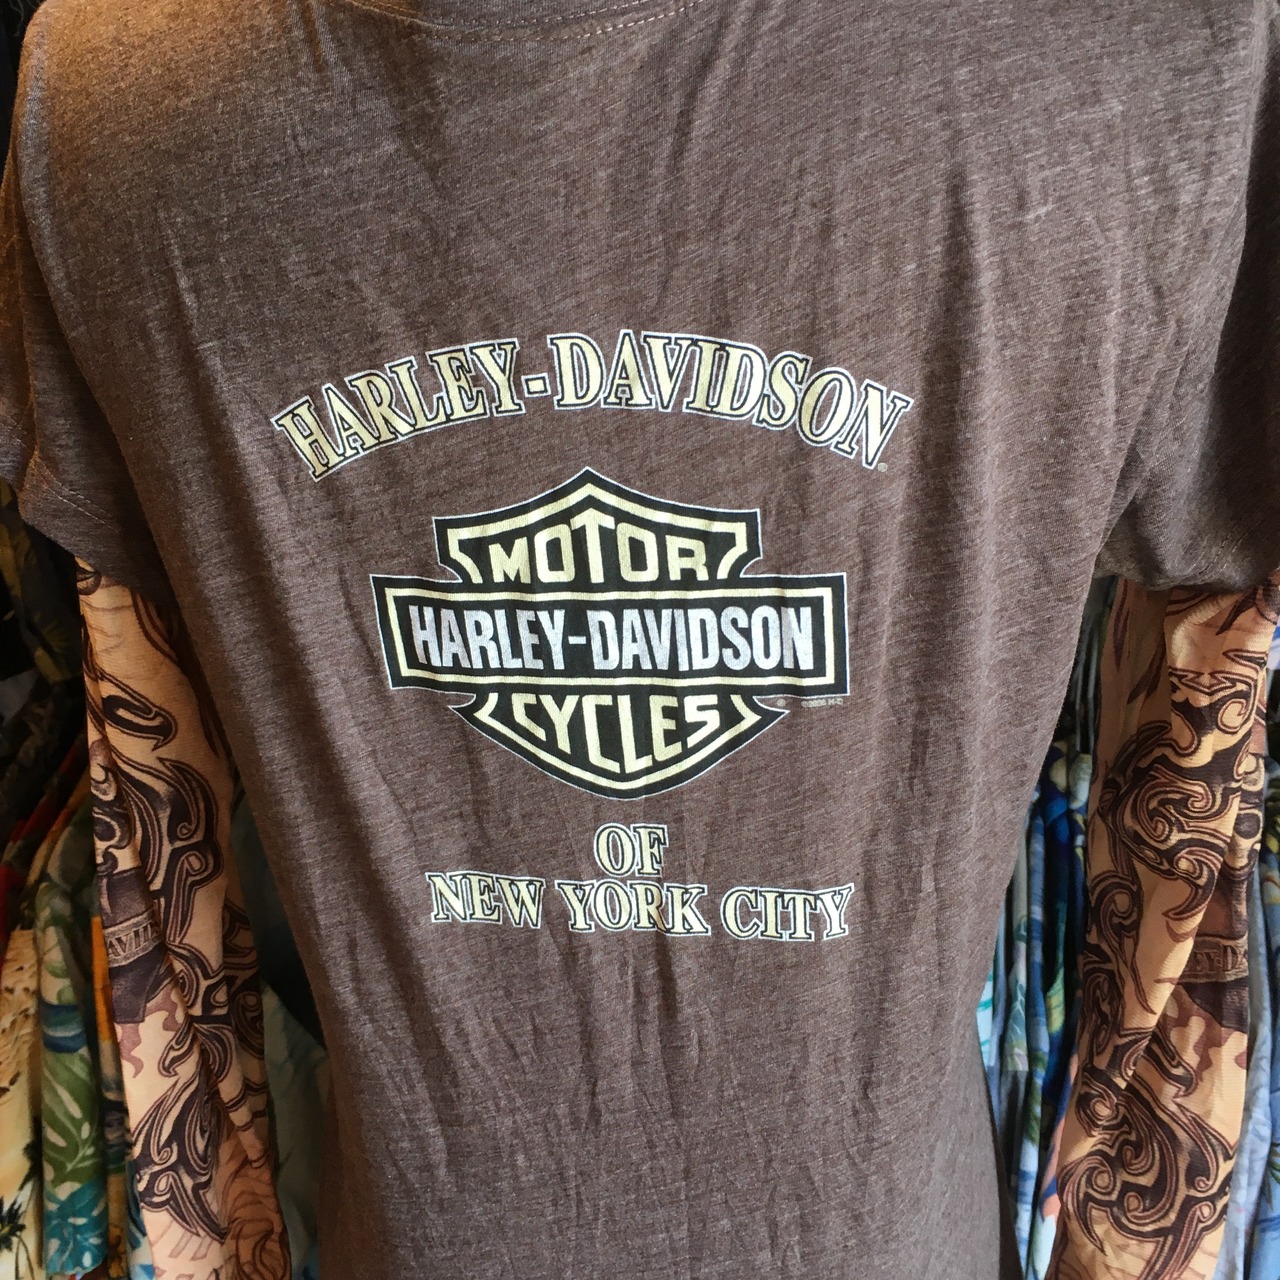 HARLEY-DAVIDSON®
MOTOR
HARLEY-DAVIDSON
CYCLES
®
OF
NEW YORK CITY